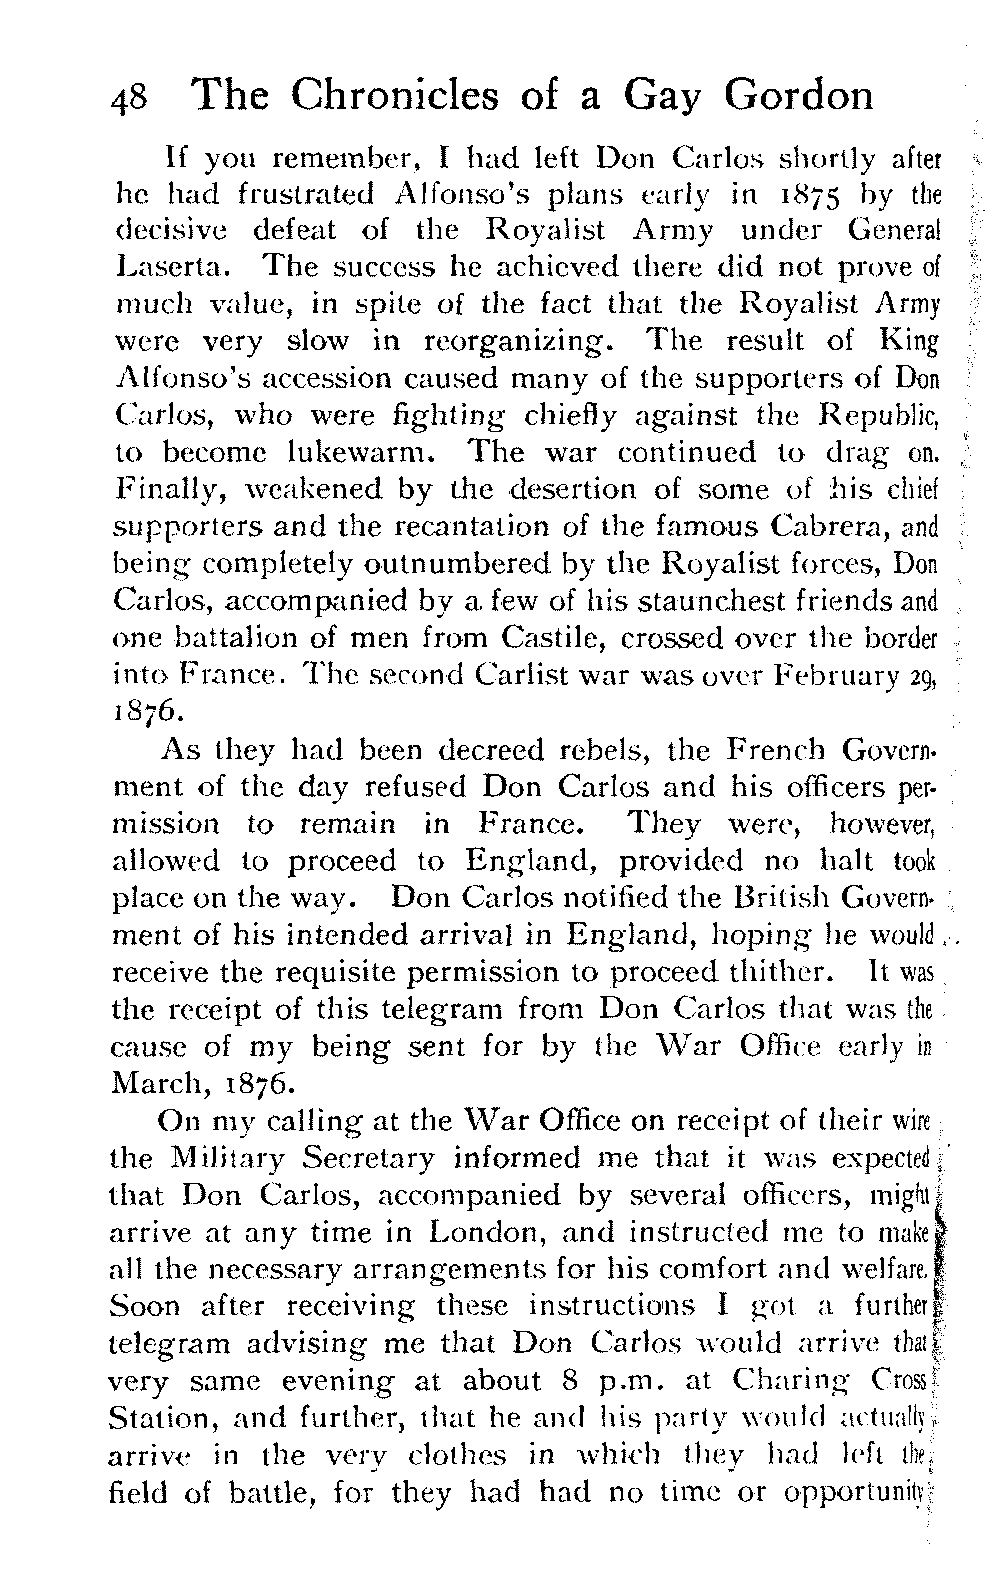 48 The Chronicles of a Gay Gordon
If you remember, I had left Don Carlos shortly after
he had frustrated Alfonso's plans early in 1875 by the
decisive defeat of the Royalist Army under General
Laserta. The success he achieved there did not prove of
much value, in spite of the fact that the Royalist Army
were very slow in reorganizing. The result of King
Alfonso's accession caused many of the supporters of Don
Carlos, who were fighting chiefly against the Republic,
to become lukewarm. The war continued to drag on.
Finally, weakened by the desertion of some of his chief
supporters and the recantation of the famous Cabrera, and
being completely outnumbered by the Royalist forces, Don
Carlos, accompanied by a few of his staunchest friends and
one battalion of men from Castile, crossed over the border
into France. The second Carlist war was over February 29,
1876.
As they had been decreed rebels, the French Govern-
ment of the day refused Don Carlos and his officers per-
mission to remain in France. They were, however,
allowed to proceed to England, provided no halt took
place on the way. Don Carlos notified the British Govern-
ment of his intended arrival in England, hoping he would
receive the requisite permission to proceed thither. It was
the receipt of this telegram from Don Carlos that was the
cause of my being sent for by the War Office early in
March, 1876.
On my calling at the War Office on receipt of their wire
the Military Secretary informed me that it was expected
that Don Carlos, accompanied by several officers, might
arrive at any time in London, and instructed me to make
all the necessary arrangements for his comfort and welfare.
Soon after receiving these instructions I got a further
telegram advising me that Don Carlos would arrive that
very same evening at about 8 p.m. at Charing Cross
Station, and further, that he and his party would actually
arrive in the very clothes in which they had left the
field of battle, for they had had no time or opportunity